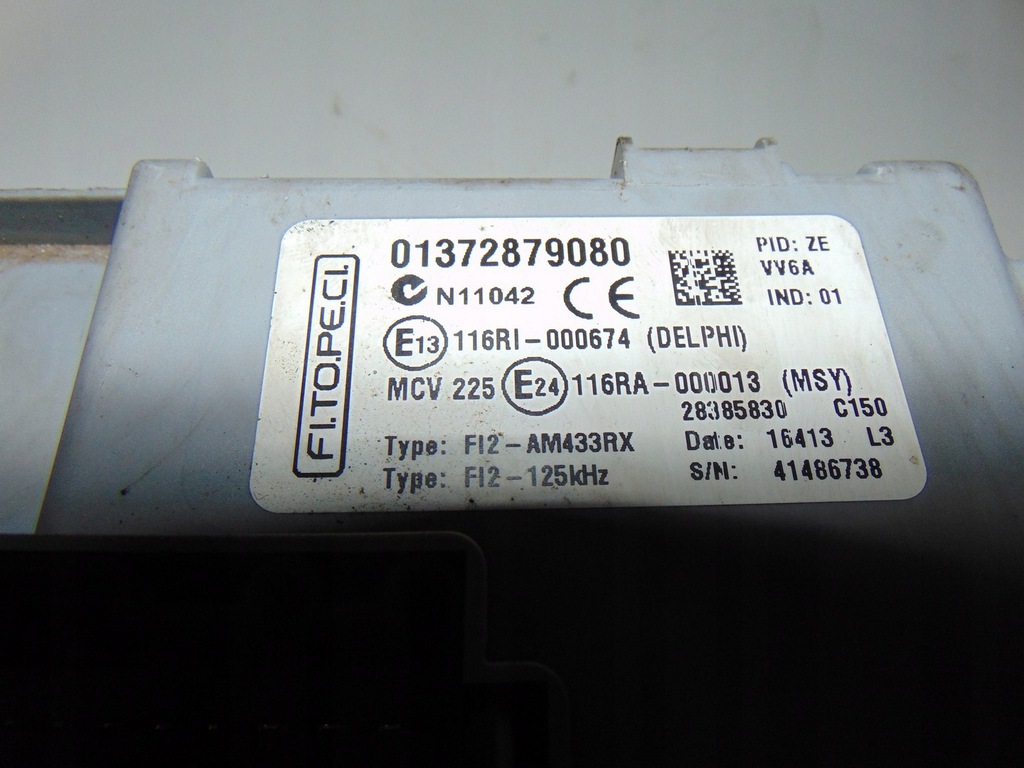 FI.TO.PE.CI.
01372879080
N11042 CE
E13 116RI-000674 (DELPHI)
MCV 225 E24 116RA-000013 (MSY)
28385830 C150
Type: FI2-AM433RX Date: 16413 L3
Type: FI2-125kHz S/N: 41486738
PID: ZE
VV6A
IND: 01